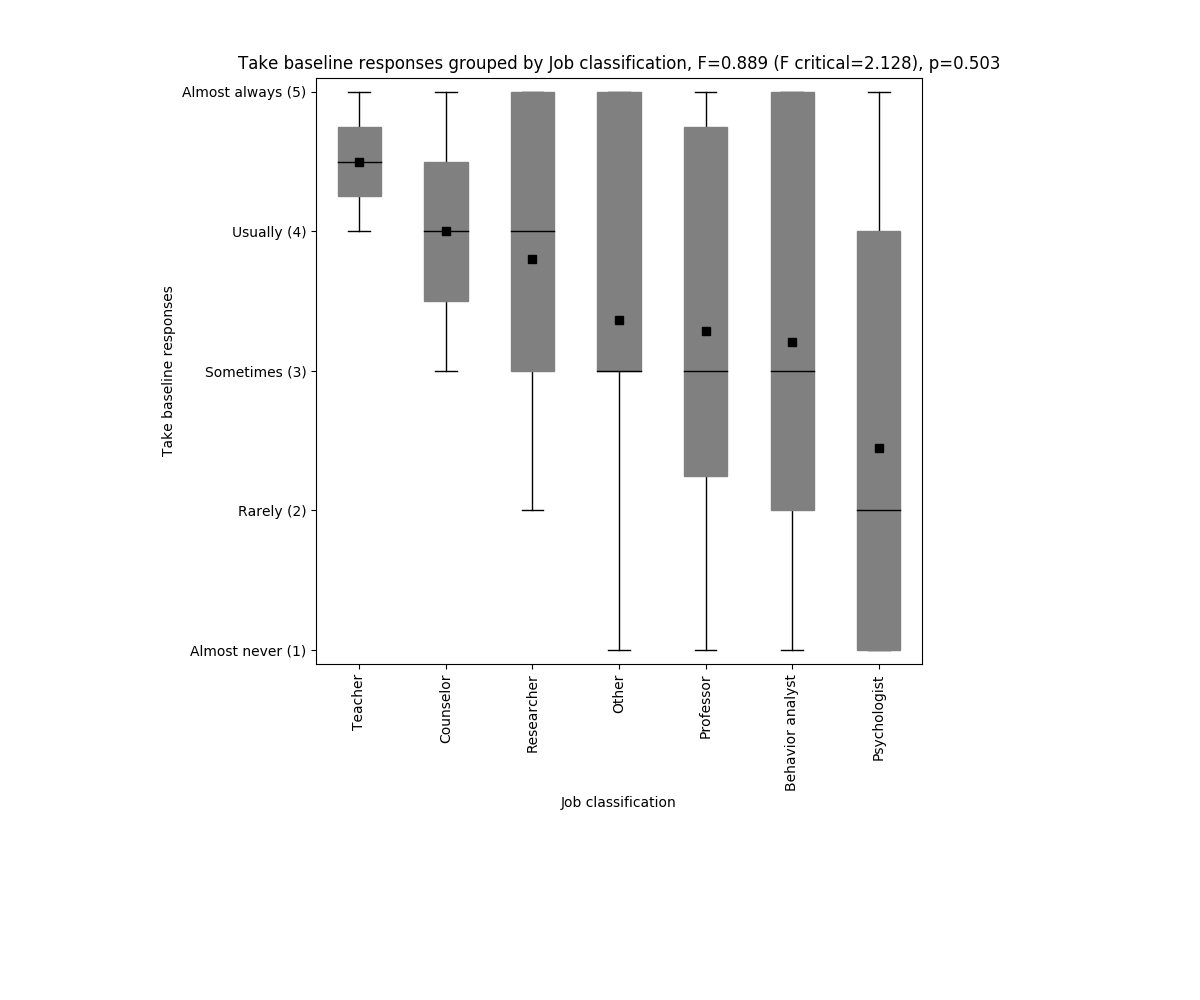 Take baseline responses grouped by Job classification, F=0.889 (F critical=2.128), p=0.503
Almost always (5)
Usually (4)
Sometimes (3)
Rarely (2)
Almost never (1)
Take baseline responses
Teacher
Counselor
Researcher
Other
Professor
Behavior analyst
Psychologist
Job classification